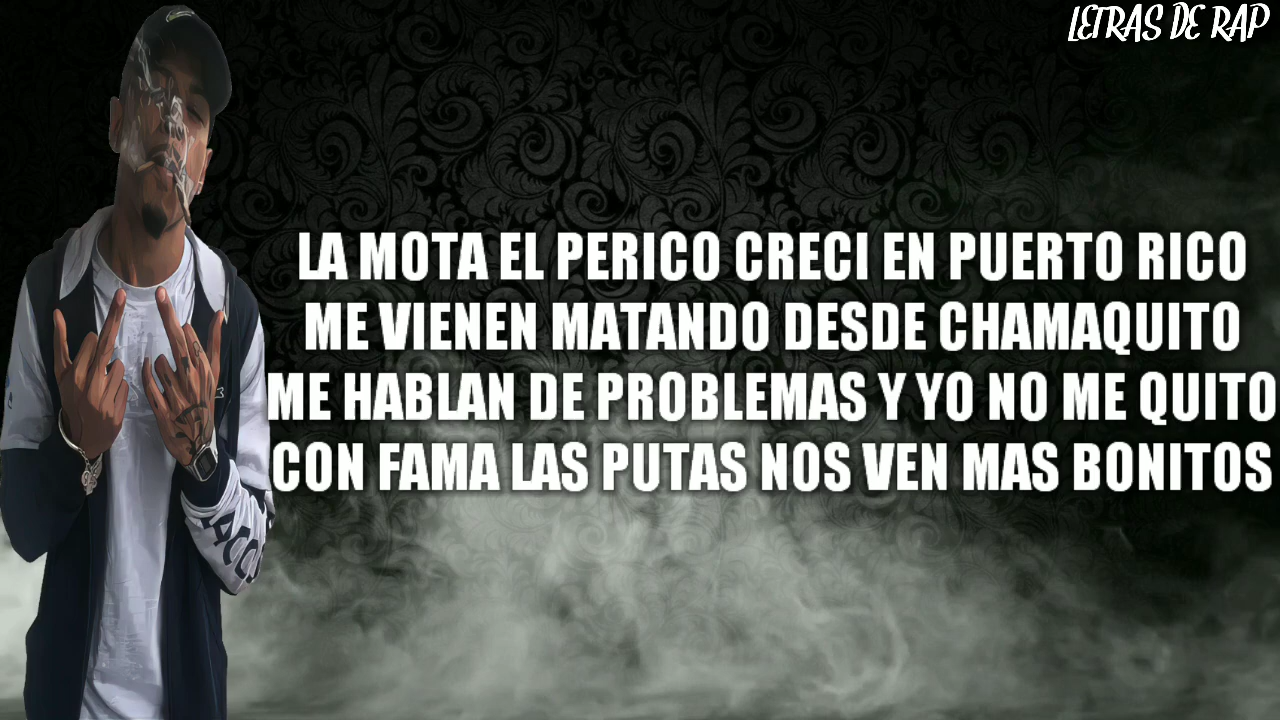 LETRAS DE RAP
LA MOTA EL PERICO CRECI EN PUERTO RICO
ME VIENEN MATANDO DESDE CHAMAQUITO
ME HABLAN DE PROBLEMAS Y YO NO ME QUITO
CON FAMA LAS PUTAS NOS VEN MAS BONITOS